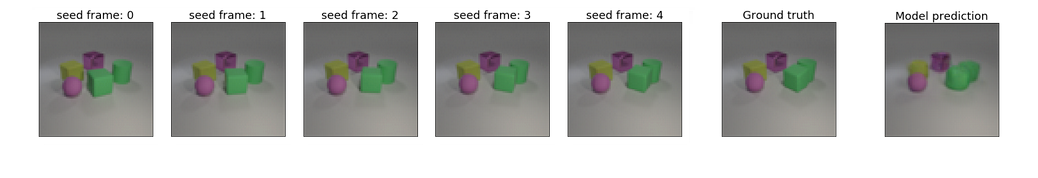 seed frame: 0
seed frame: 1
seed frame: 2
seed frame: 3
seed frame: 4
Ground truth
Model prediction